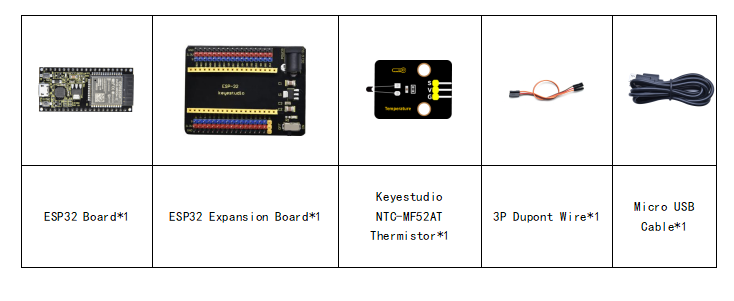 ESP-32
keyestudio
S
V
G
Temperature
ESP32 Board*1
ESP32 Expansion Board*1
Keyestudio
NTC-MF52AT
Thermistor*1
3P Dupont Wire*1
Micro USB
Cable*1